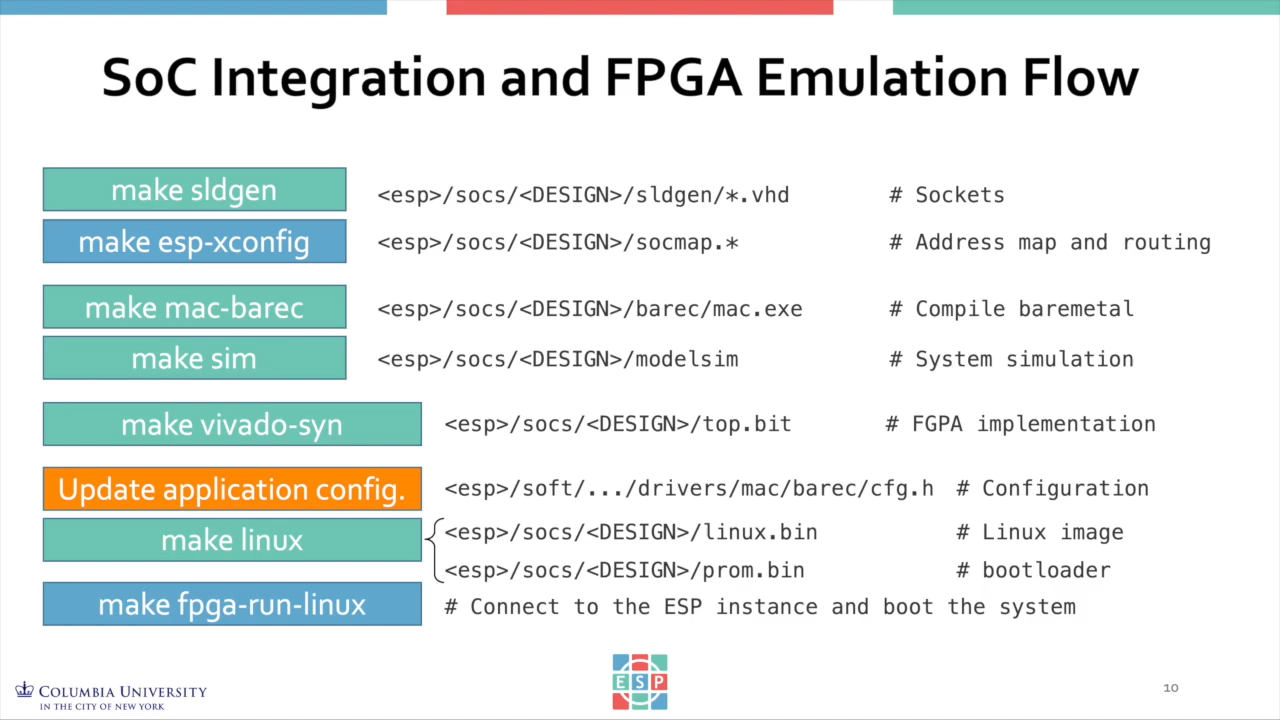 SoC Integration and FPGA Emulation Flow
make sldgen <esp>/socs/<DESIGN>/sldgen/*.vhd # Sockets
make esp-xconfig <esp>/socs/<DESIGN>/socmap.* # Address map and routing
make mac-barec <esp>/socs/<DESIGN>/barec/mac.exe # Compile baremetal
make sim <esp>/socs/<DESIGN>/modelsim # System simulation
make vivado-syn <esp>/socs/<DESIGN>/top.bit # FGPA implementation
Update application config. <esp>/soft/.../drivers/mac/barec/cfg.h # Configuration
make linux <esp>/socs/<DESIGN>/linux.bin # Linux image
<esp>/socs/<DESIGN>/prom.bin # bootloader
make fpga-run-linux # Connect to the ESP instance and boot the system
COLUMBIA UNIVERSITY
IN THE CITY OF NEW YORK
ESP
10